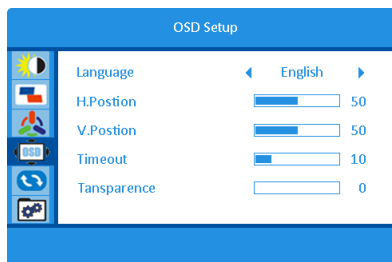 OSD Setup
Language English
H.Postion 50
V.Postion 50
OSD
Timeout 10
Tansparence 0